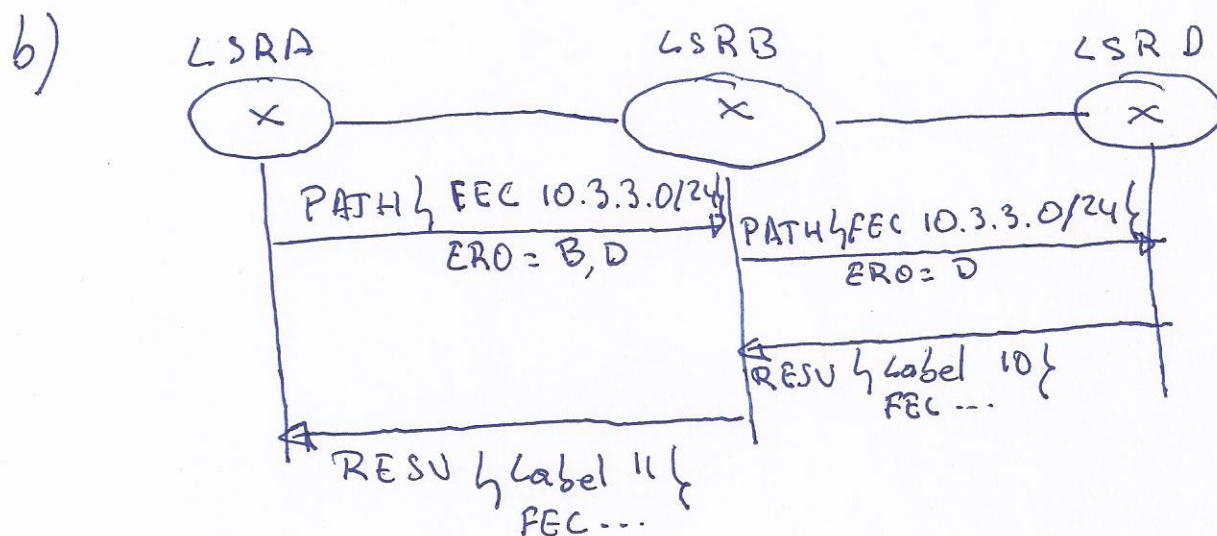 b)
LSRA LSRB LSR D
x x x
PATH { FEC 10.3.3.0/24}
ERO = B, D
PATH {FEC 10.3.3.0/24}
ERO = D
RESV { Label 10}
FEC ...
RESV { Label 11}
FEC ...